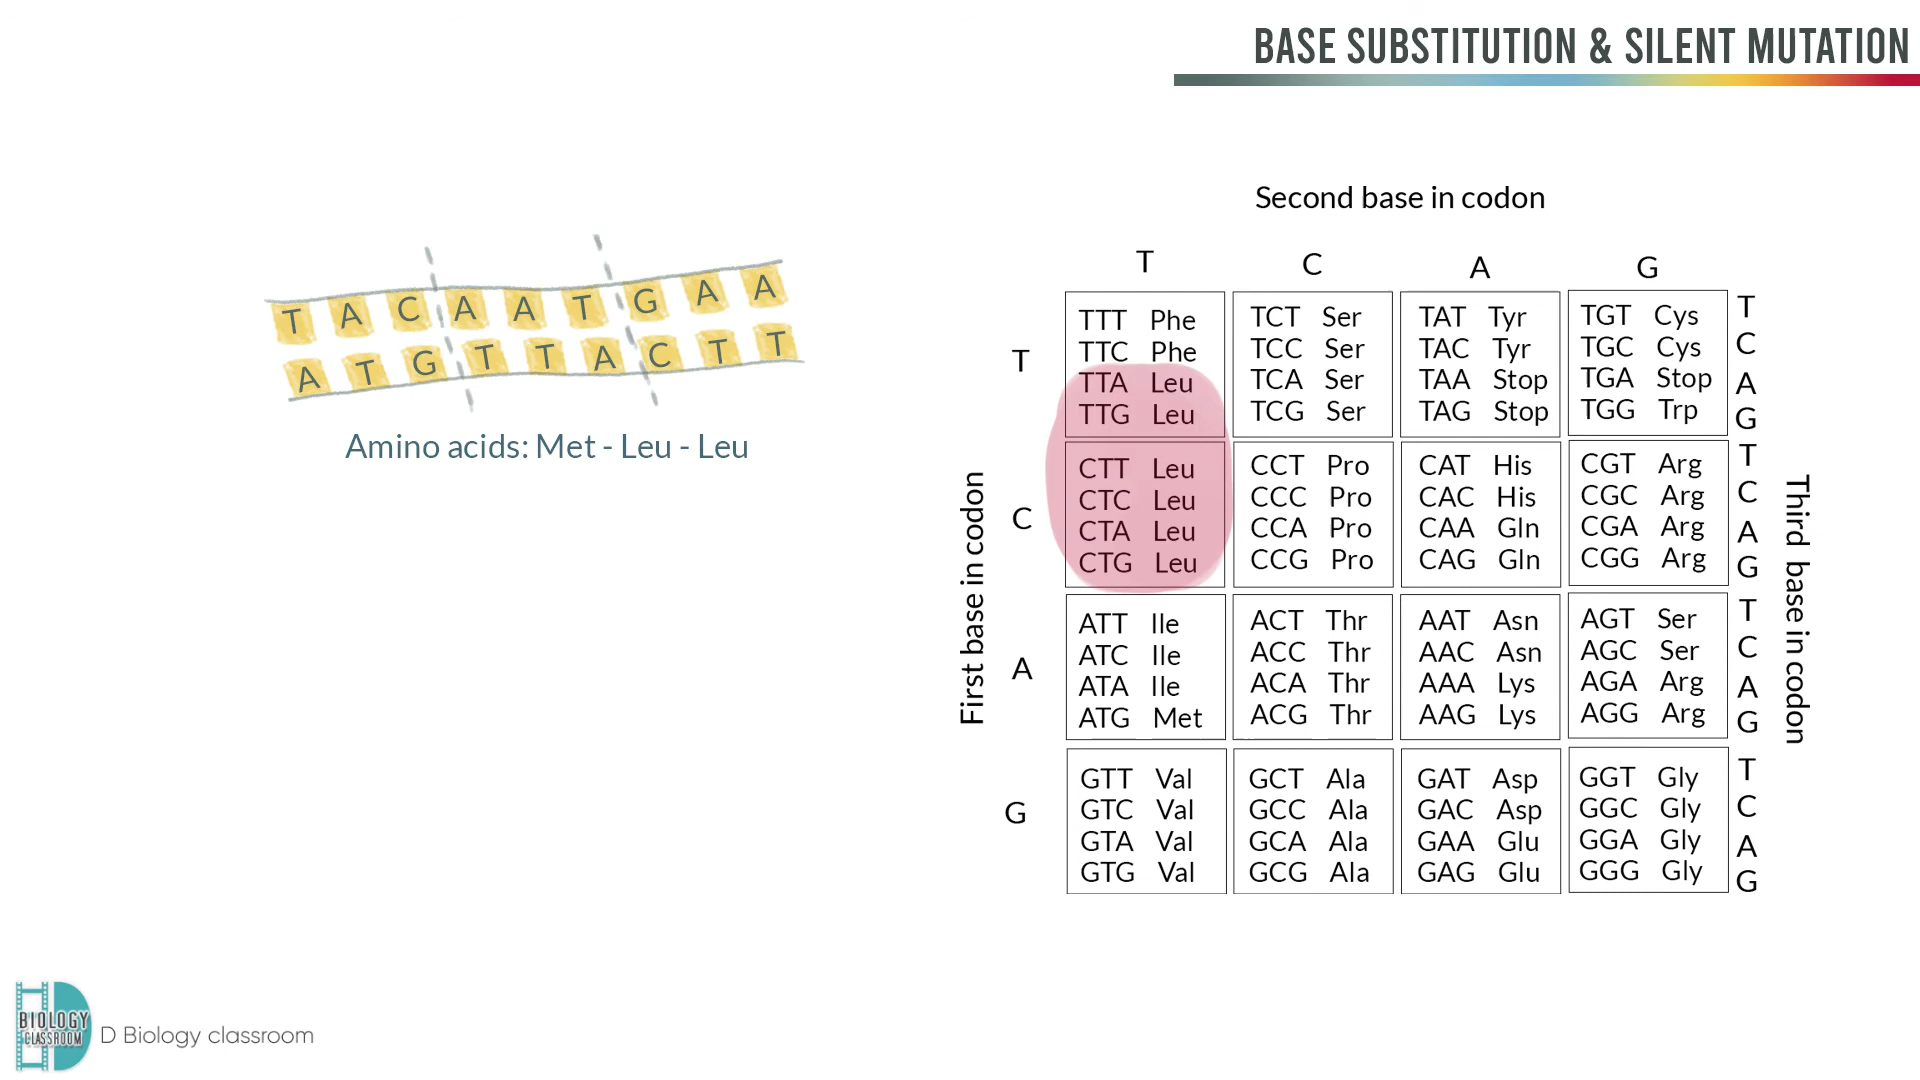 BASE SUBSTITUTION & SILENT MUTATION
T A C A A T G A A
A T G T T A C T T
Amino acids: Met - Leu - Leu
Second base in codon
T C A G
First base in codon
Third base in codon
T
TTT Phe TCT Ser TAT Tyr TGT Cys T
TTC Phe TCC Ser TAC Tyr TGC Cys C
TTA Leu TCA Ser TAA Stop TGA Stop A
TTG Leu TCG Ser TAG Stop TGG Trp G
C
CTT Leu CCT Pro CAT His CGT Arg T
CTC Leu CCC Pro CAC His CGC Arg C
CTA Leu CCA Pro CAA Gln CGA Arg A
CTG Leu CCG Pro CAG Gln CGG Arg G
A
ATT Ile ACT Thr AAT Asn AGT Ser T
ATC Ile ACC Thr AAC Asn AGC Ser C
ATA Ile ACA Thr AAA Lys AGA Arg A
ATG Met ACG Thr AAG Lys AGG Arg G
G
GTT Val GCT Ala GAT Asp GGT Gly T
GTC Val GCC Ala GAC Asp GGC Gly C
GTA Val GCA Ala GAA Glu GGA Gly A
GTG Val GCG Ala GAG Glu GGG Gly G
BIOLOGY
CLASSROOM
D Biology classroom